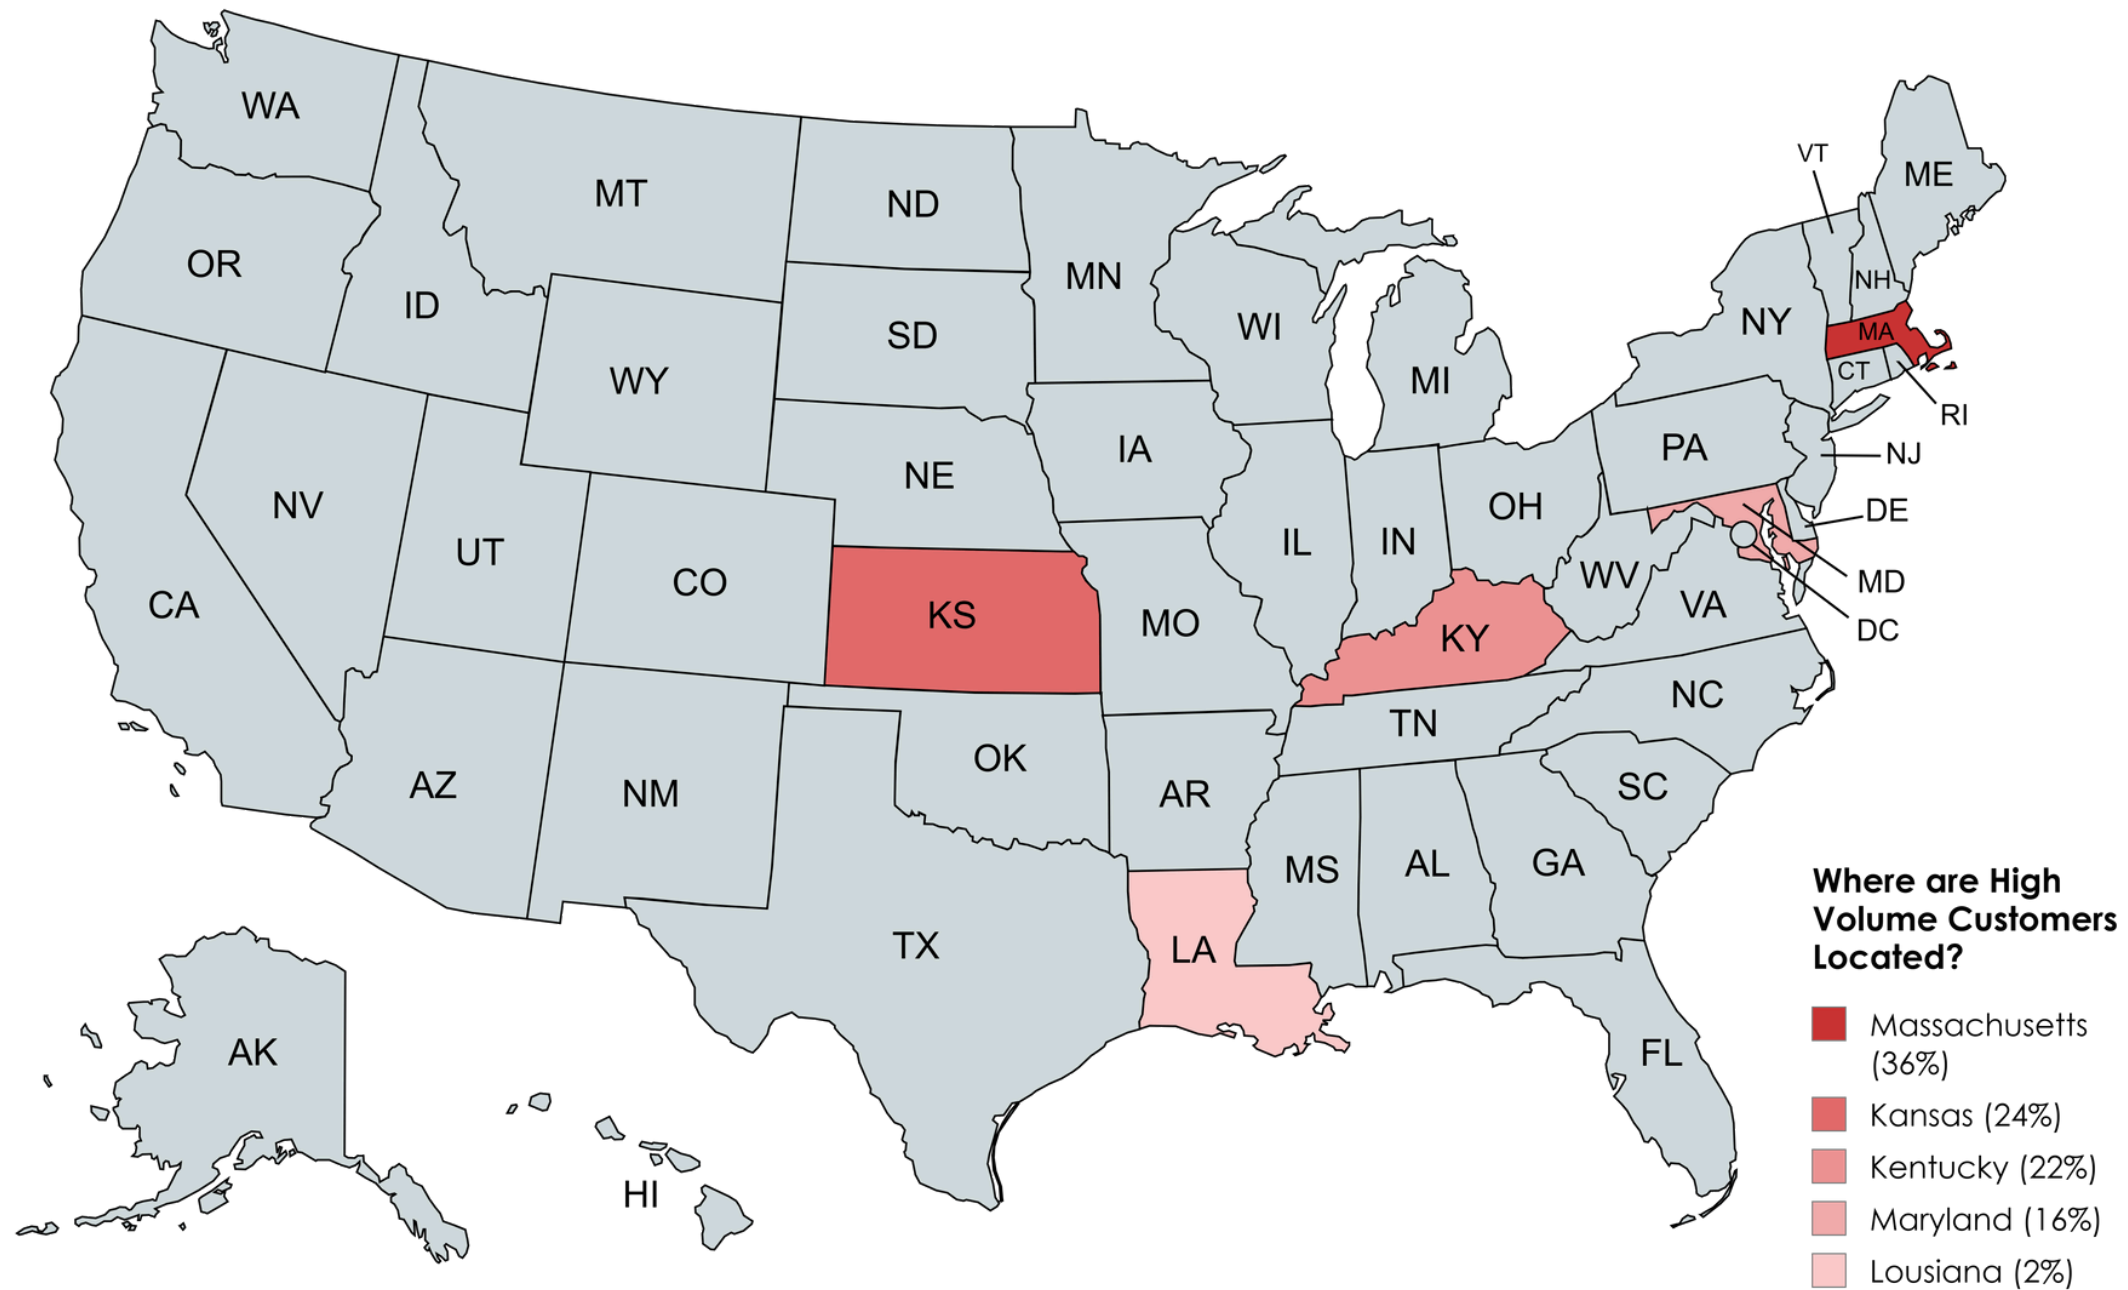 WA
MT
ND
MN
VT
ME
OR
ID
SD
WI
NH
NY
MA
WY
MI
CT
RI
IA
PA
NJ
NE
NV
OH
DE
UT
IL
IN
CO
WV
MD
CA
KS
MO
KY
VA
DC
NC
TN
OK
AZ
NM
AR
SC
MS
AL
GA
TX
LA
AK
FL
HI
Where are High
Volume Customers
Located?
Massachusetts
(36%)
Kansas (24%)
Kentucky (22%)
Maryland (16%)
Lousiana (2%)